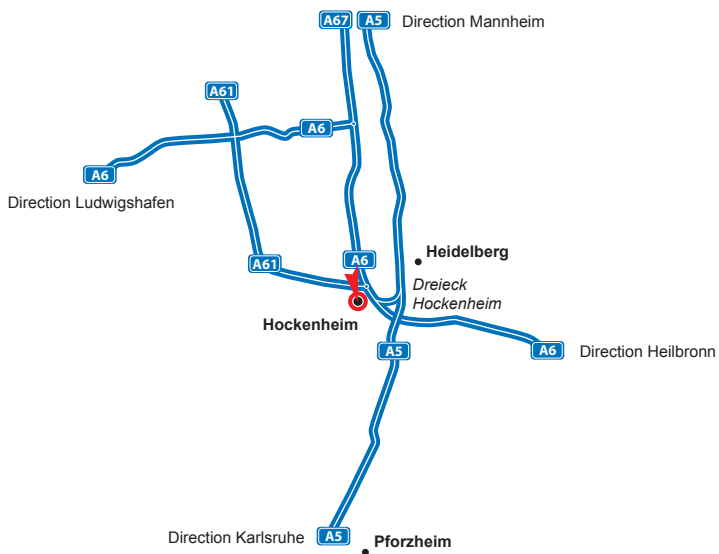 A67
A5
Direction Mannheim
A61
A6
A6
Direction Ludwigshafen
Heidelberg
A6
A61
Dreieck
Hockenheim
Hockenheim
A5
A6
Direction Heilbronn
Direction Karlsruhe
A5
Pforzheim